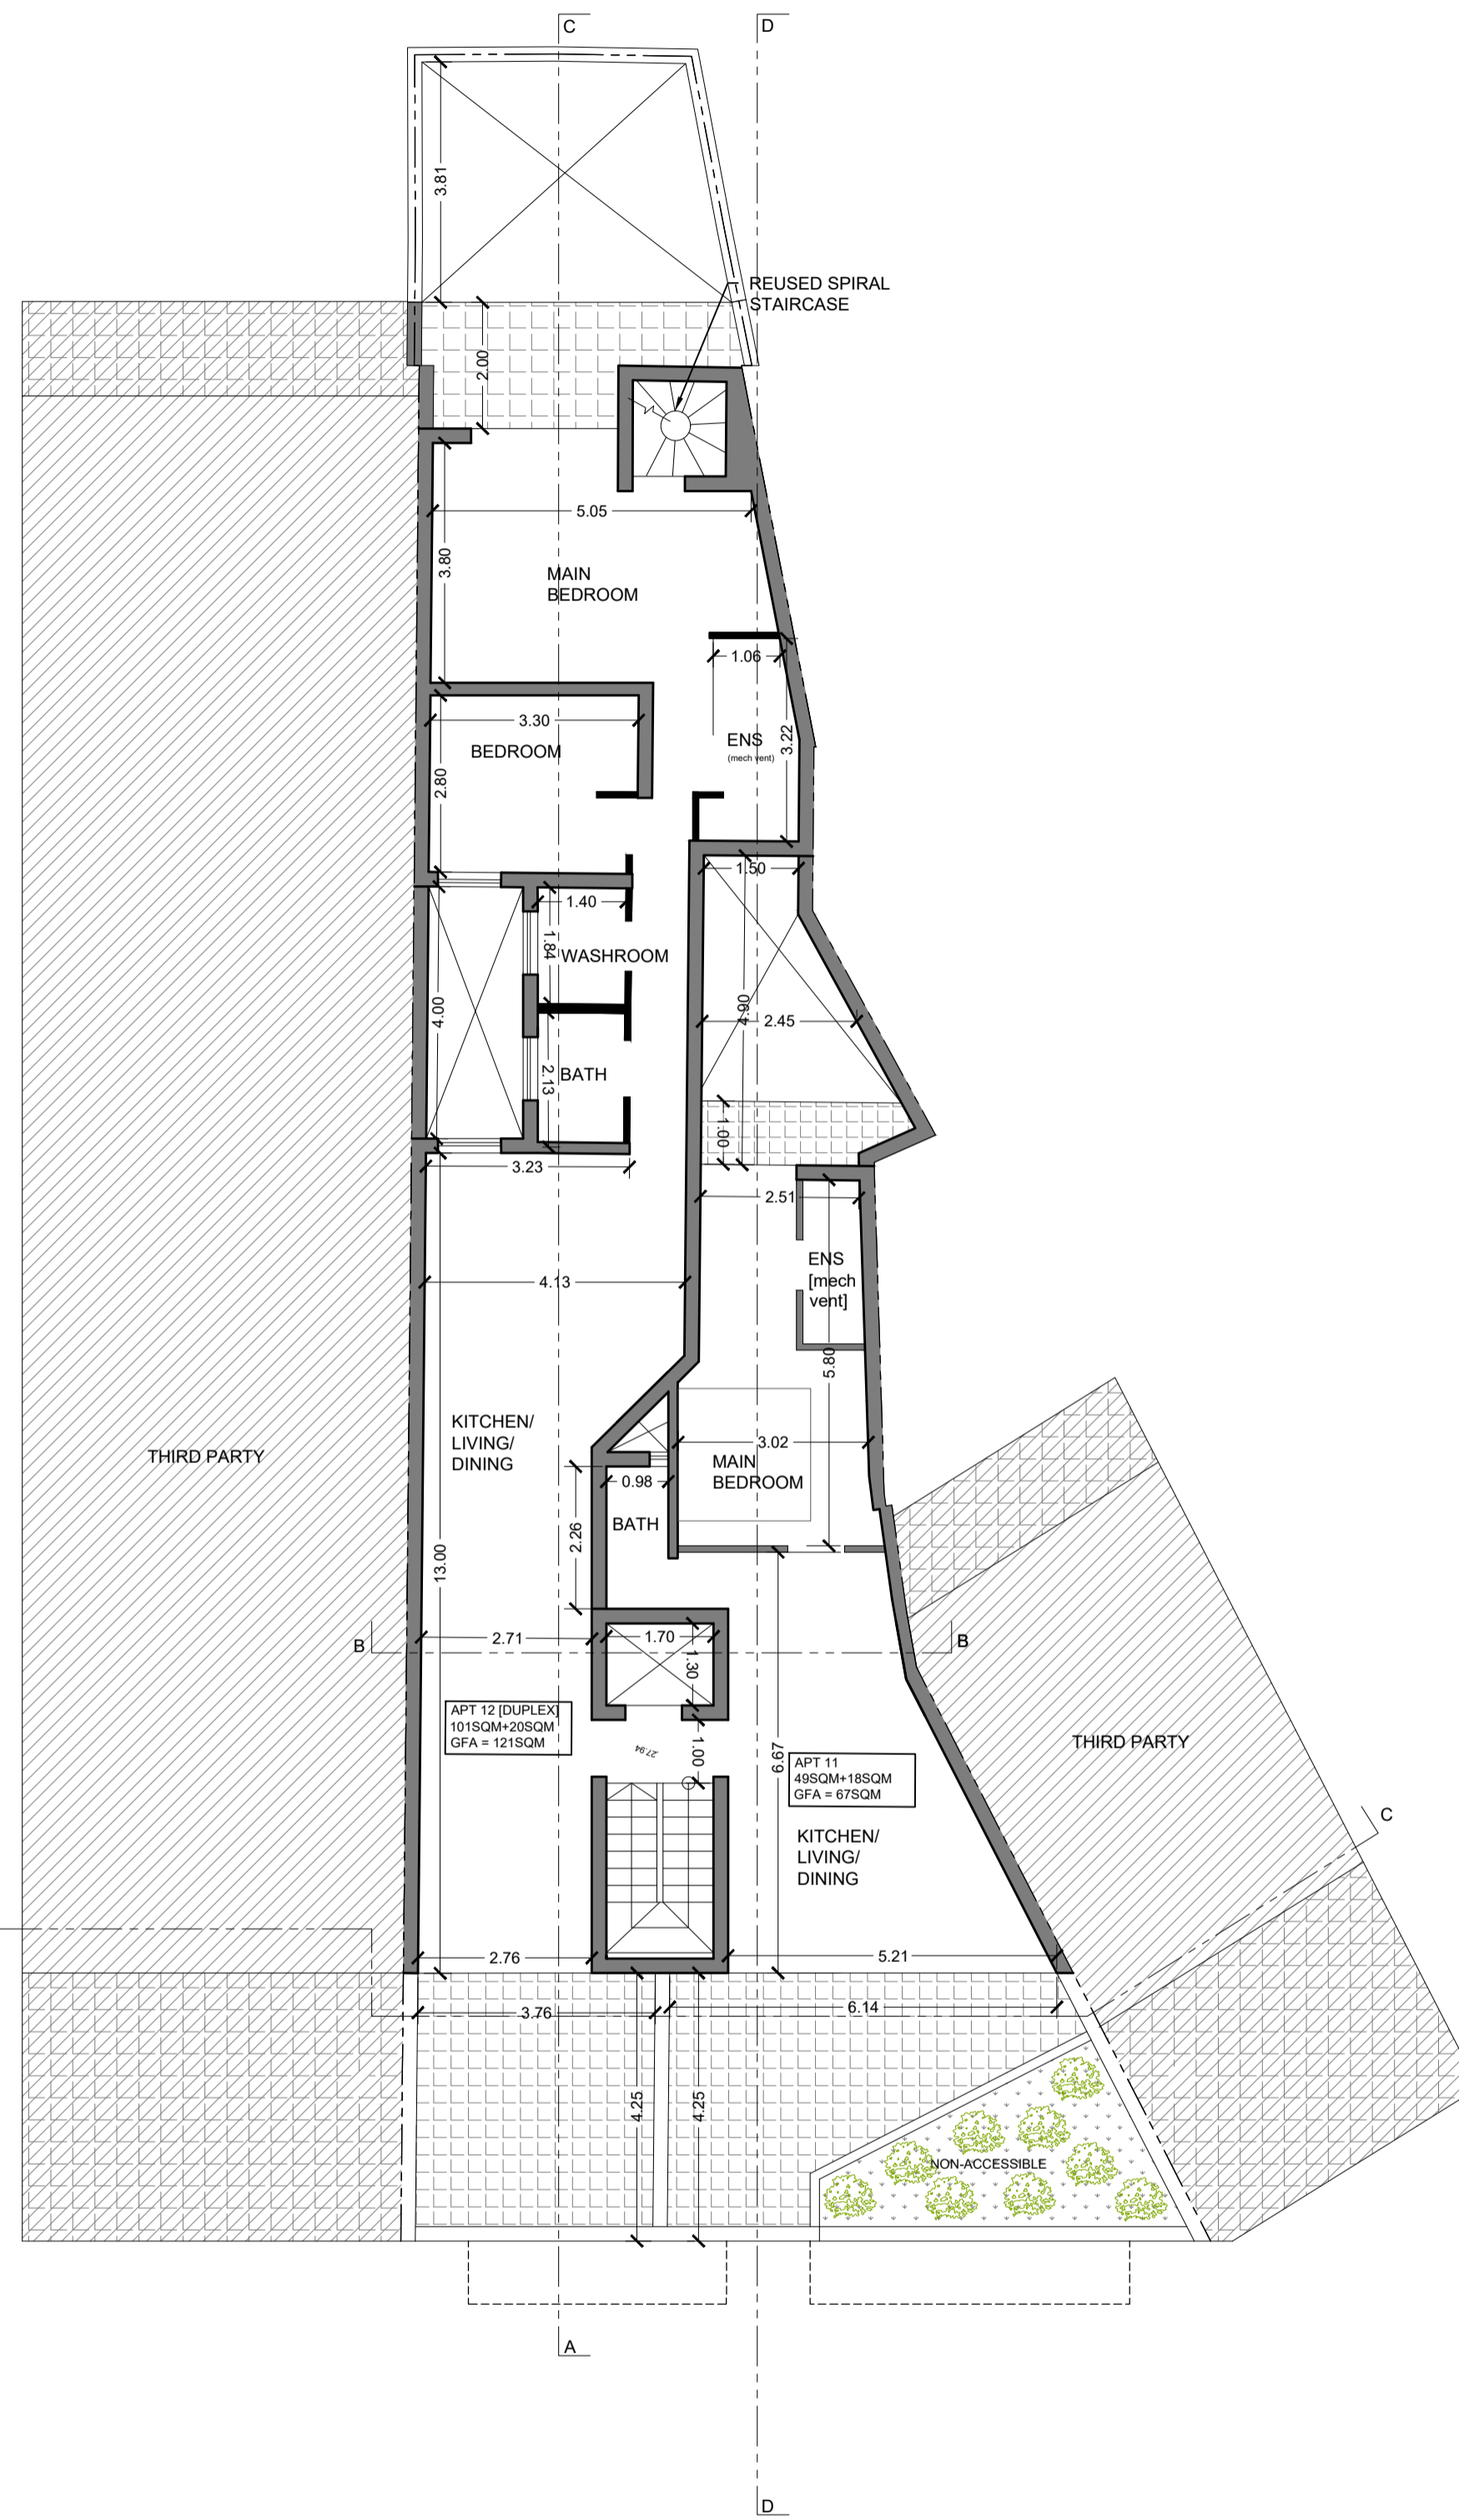 C
D
3.81
REUSED SPIRAL
STAIRCASE
2.00
5.05
3.80
MAIN
BEDROOM
1.06
3.30
BEDROOM
ENS
(mech vent)
3.22
2.80
1.50
1.40
1.84
WASHROOM
4.00
4.90
2.45
2.13
BATH
1.00
3.23
2.51
ENS
[mech
vent]
4.13
5.80
KITCHEN/
LIVING/
DINING
THIRD PARTY
3.02
MAIN
BEDROOM
0.98
BATH
2.26
13.00
B
2.71
1.70
1.30
B
APT 12 [DUPLEX]
101SQM+20SQM
GFA = 121SQM
27.94
1.00
6.67
THIRD PARTY
APT 11
49SQM+18SQM
GFA = 67SQM
C
KITCHEN/
LIVING/
DINING
2.76
5.21
3.76
6.14
4.25
4.25
NON-ACCESSIBLE
A
D